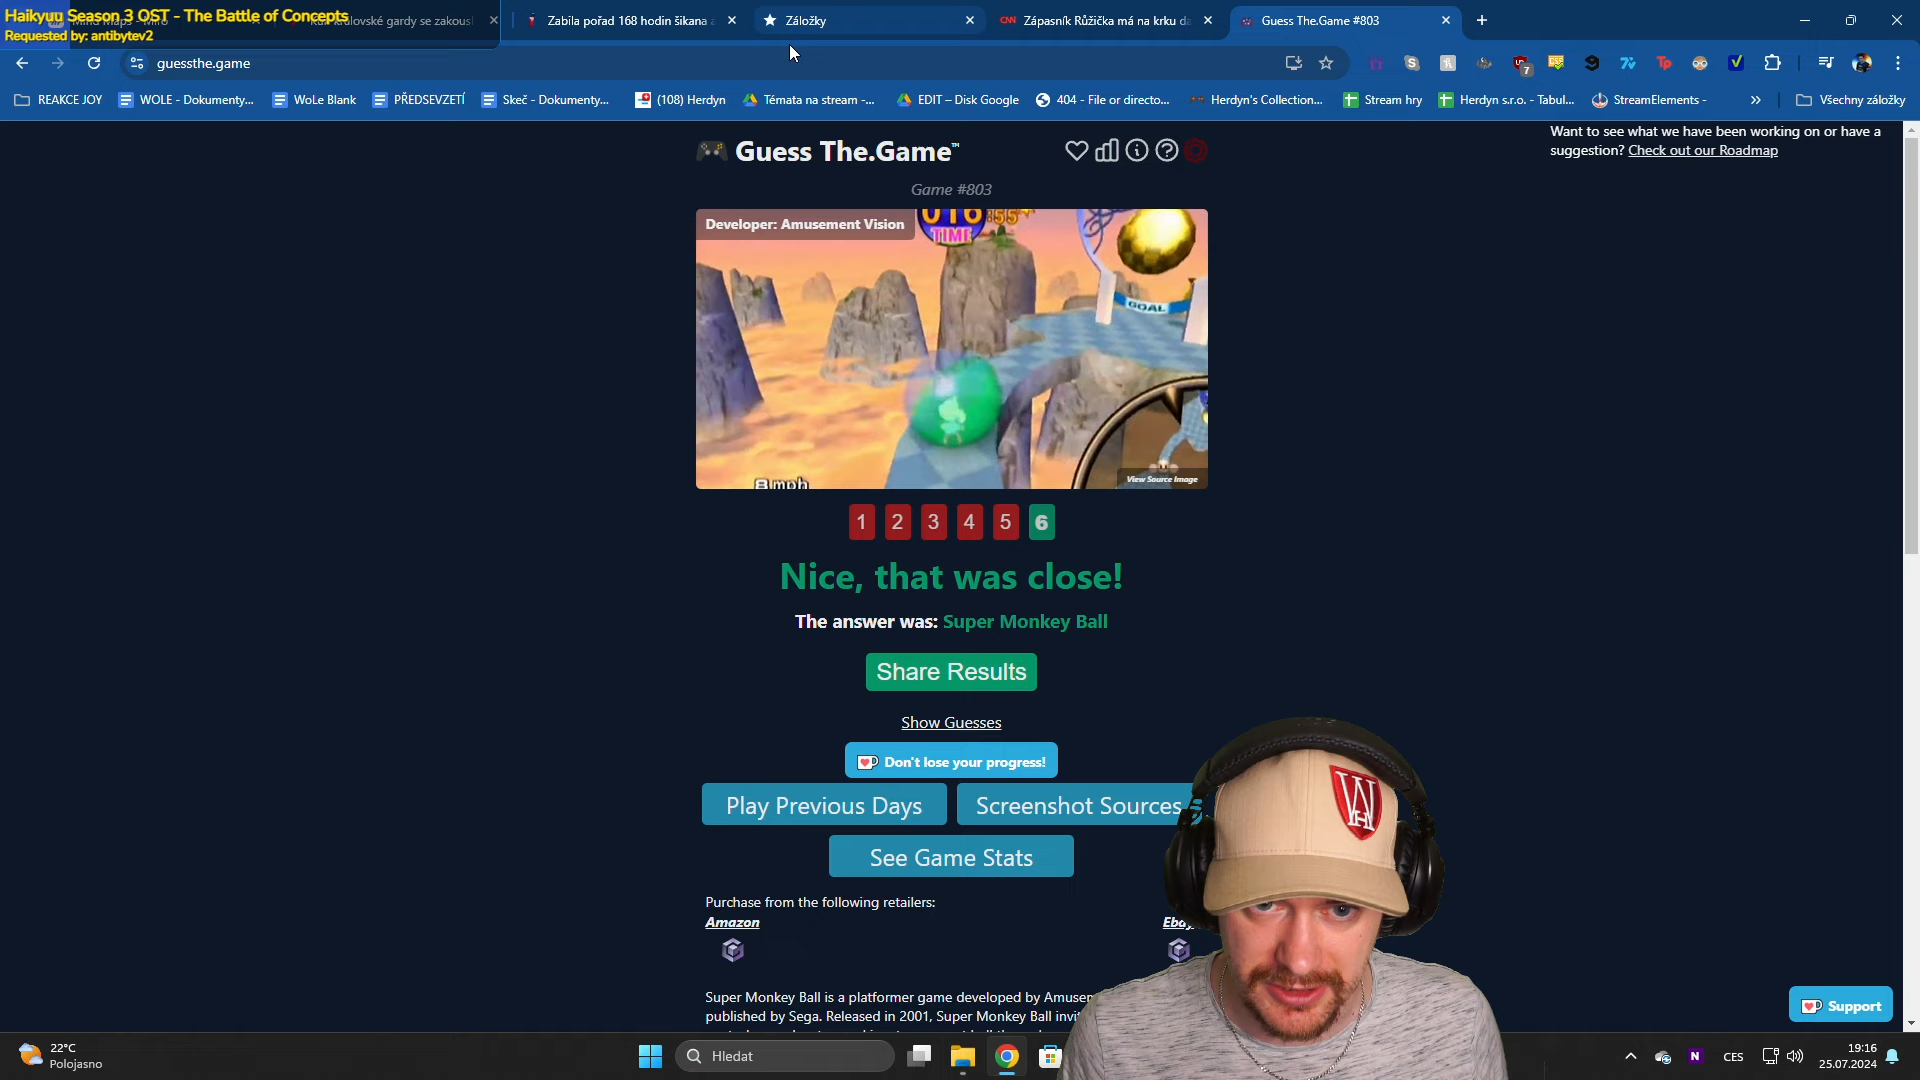 Haikyuu Season 3 OST - The Battle of Concepts
Requested by: antibytev2
Zabila pořad 168 hodin šikana
Záložky
Zápasník Růžička má na krku
Guess The.Game #803
guessthe.game
REAKCE JOY
WOLE - Dokumenty...
WoLe Blank
PŘEDSEVZETÍ
Skeč - Dokumenty...
(108) Herdyn
Témata na stream -...
EDIT – Disk Google
404 - File or directo...
Herdyn's Collection...
Stream hry
Herdyn s.r.o. - Tabul...
StreamElements -
»
Všechny záložky
Want to see what we have been working on or have a
suggestion? Check out our Roadmap
Guess The.Game™
Game #803
Developer: Amusement Vision
016:55
TIME
GOAL
8mph
View Source Image
1 2 3 4 5 6
Nice, that was close!
The answer was: Super Monkey Ball
Share Results
Show Guesses
Don't lose your progress!
Play Previous Days
Screenshot Sources
See Game Stats
Purchase from the following retailers:
Amazon
Ebay
Super Monkey Ball is a platformer game developed by
published by Sega. Released in 2001, Super Monkey Ball
Support
22°C
Polojasno
Hledat
CES
19:16
25.07.2024